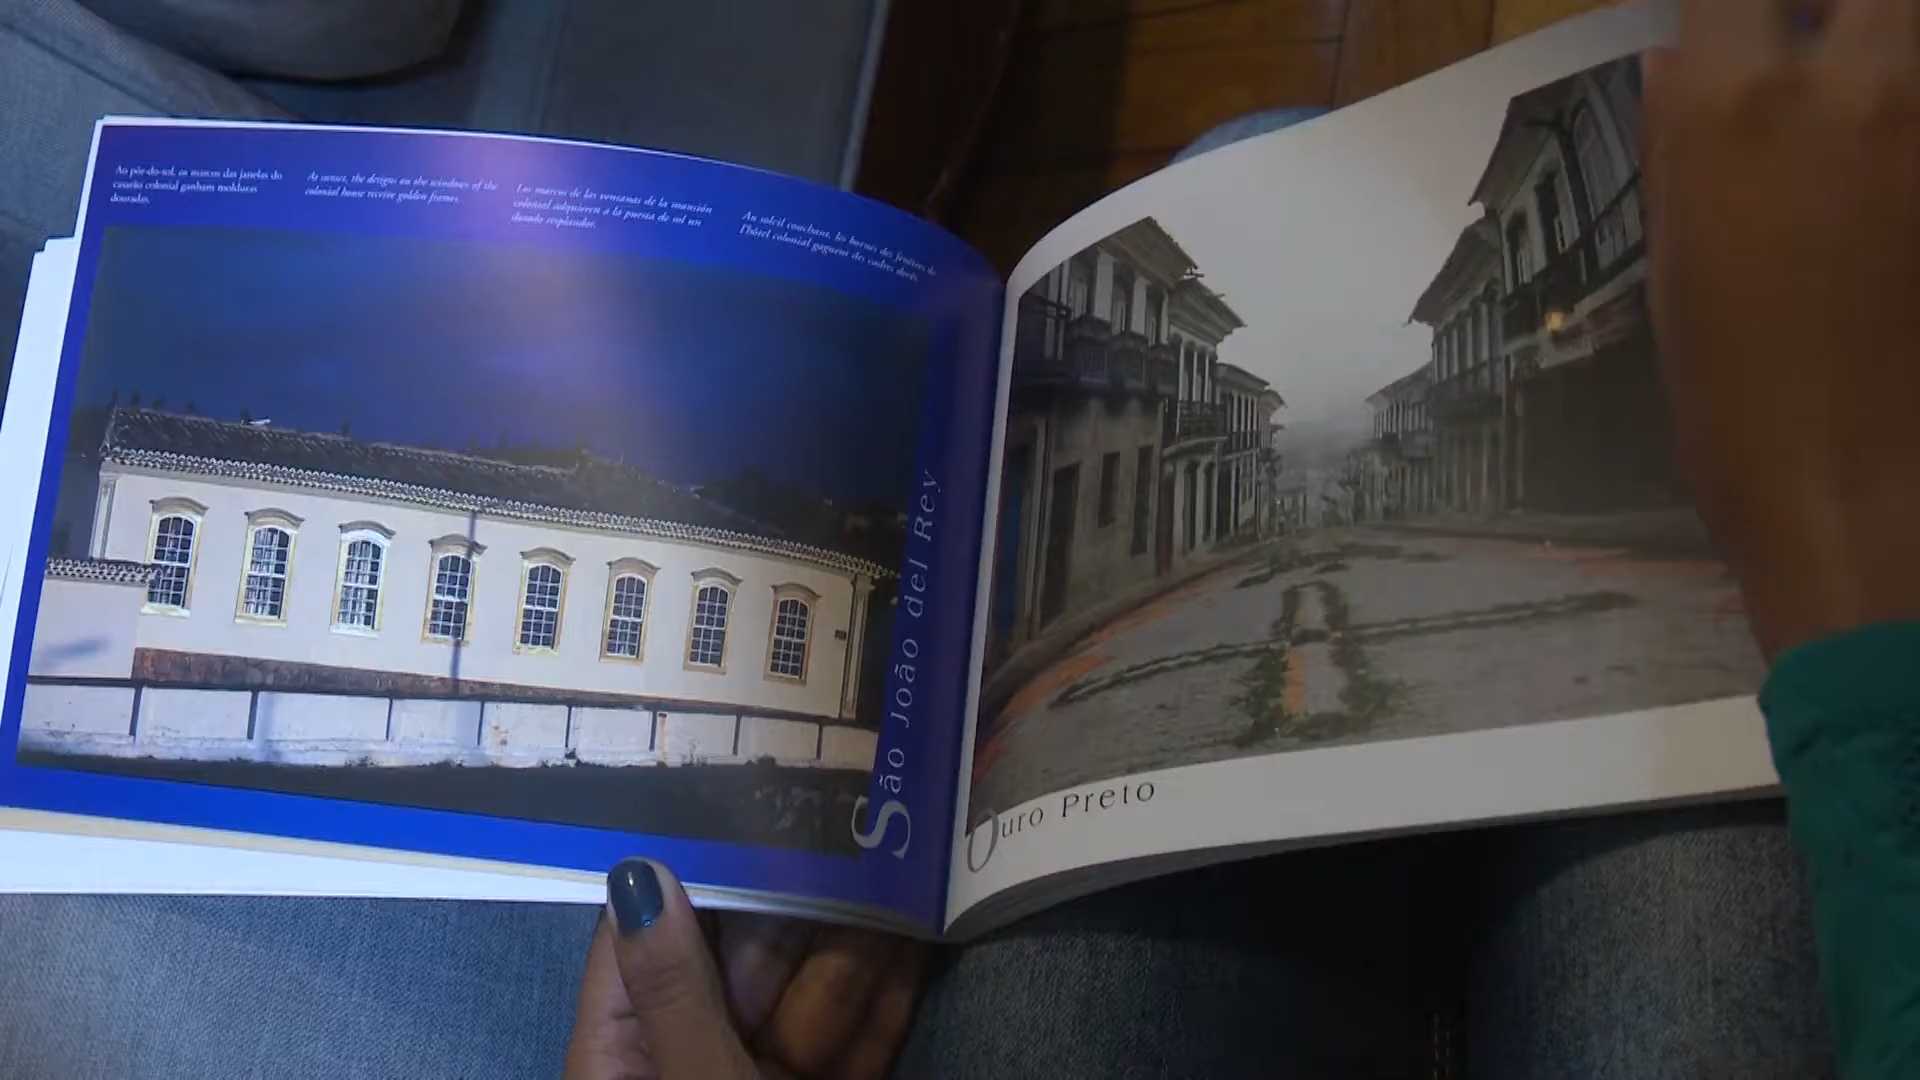 Ao pôr-do-sol, os marcos das janelas do
casarão colonial ganham molduras
douradas.
At sunset, the designs on the windows of the
colonial house receive golden frames.
Los marcos de las ventanas de la mansión
colonial adquieren a la puesta de sol un
dorado resplandor.
Au soleil couchant, les bornes des fenêtres de
l'hôtel colonial gagnent des cadres dorés.
São João del Rey
Ouro Preto